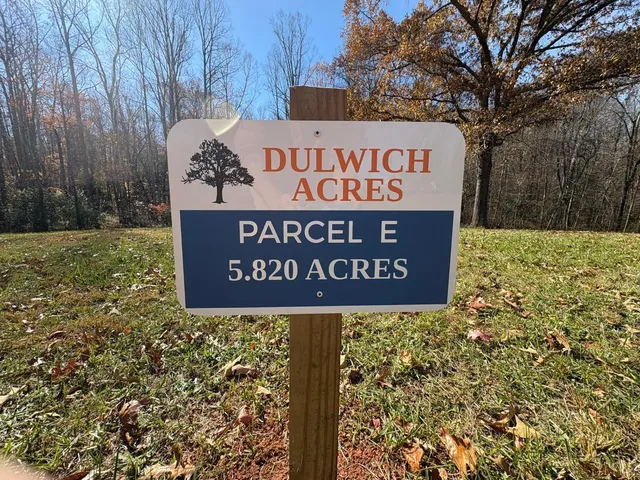 DULWICH
ACRES
PARCEL E
5.820 ACRES